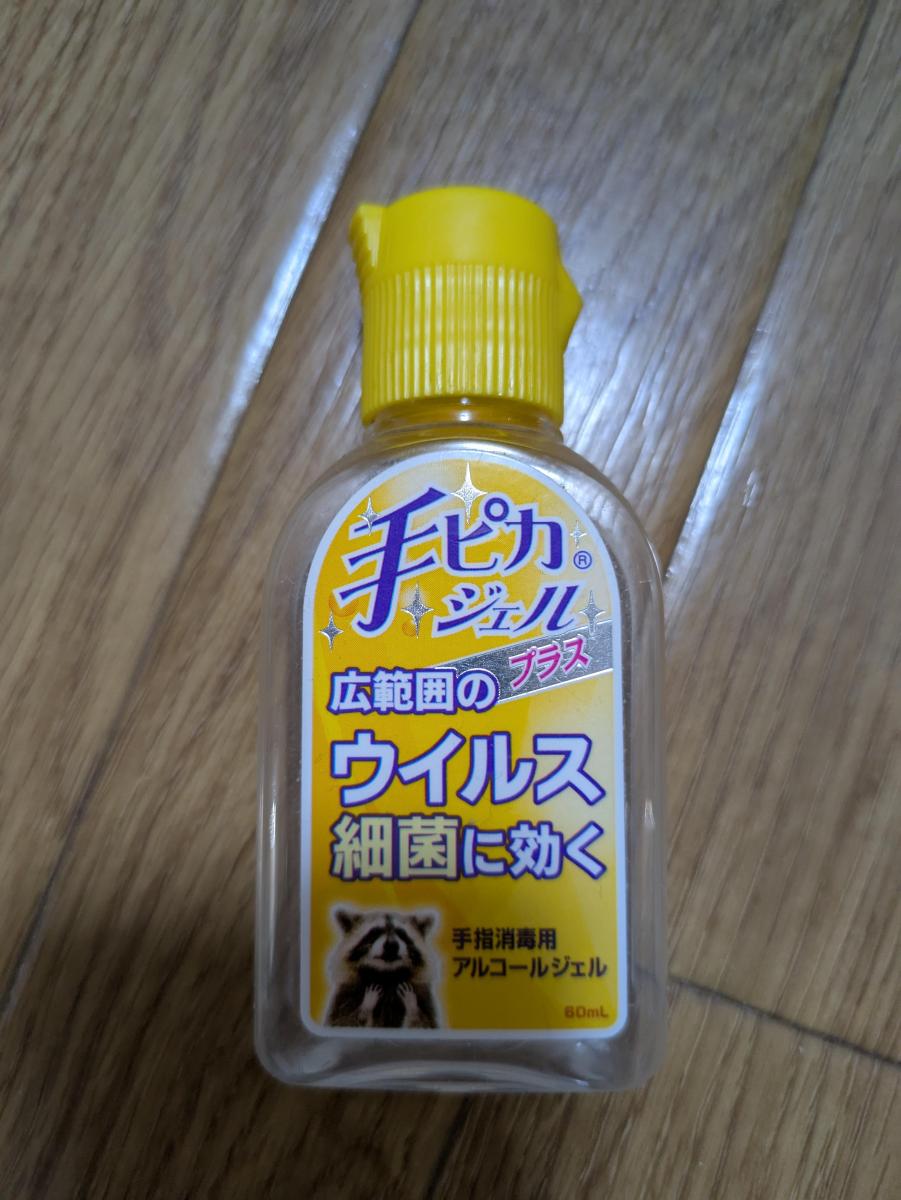 手ピカ®
ジェル
プラス
広範囲の
ウイルス
細菌に効く
手指消毒用
アルコールジェル
60mL